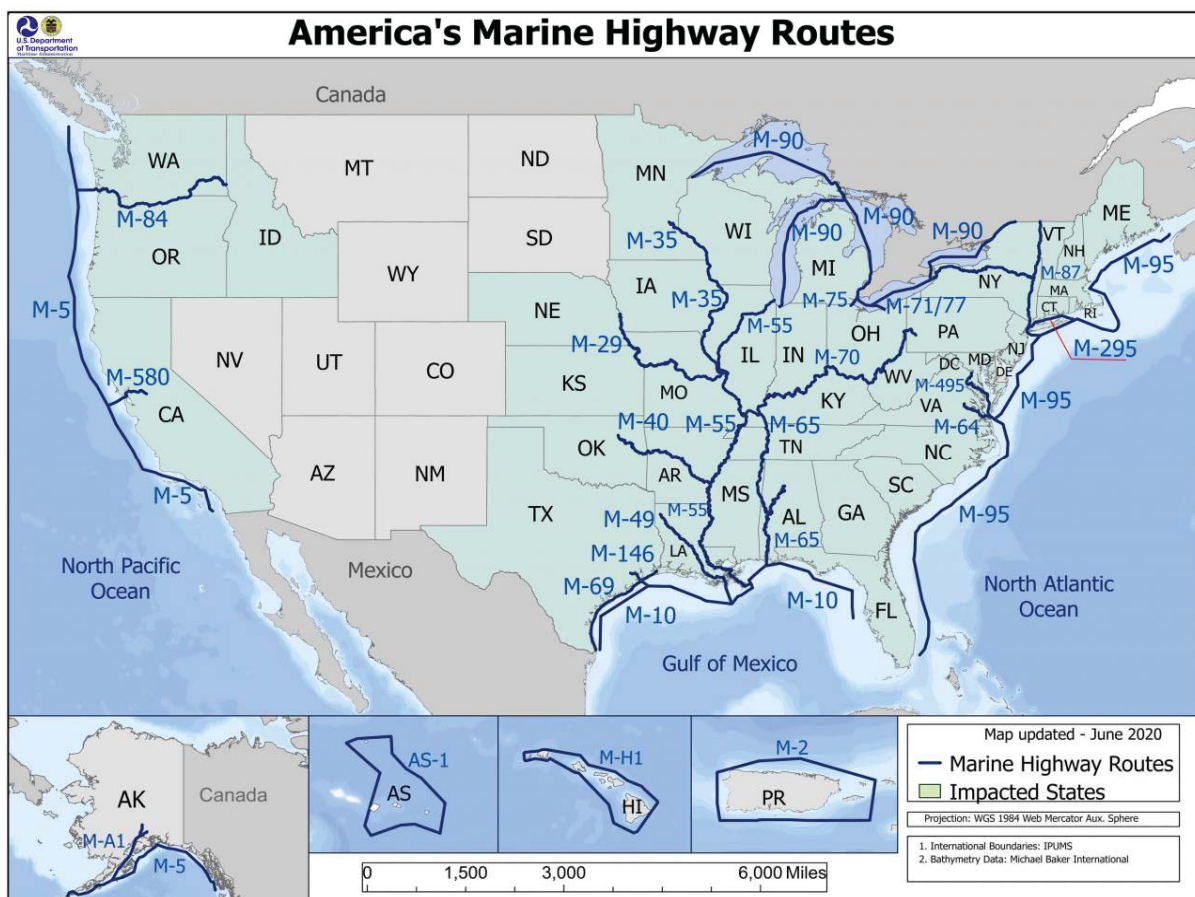 America's Marine Highway Routes
U.S. Department
of Transportation
Maritime Administration
Canada
M-90
WA
MT
ND
MN
ME
M-84
OR
ID
SD
WI
M-90
M-90
M-90
VT
NH
M-35
WY
MI
NY
M-87
MA
M-95
M-5
IA
M-35
M-75
M-71/77
CT
RI
NE
M-55
OH
PA
M-29
NV
UT
CO
IL
IN
M-70
NJ
M-295
MD
DC
DE
M-580
KS
MO
WV
M-495
M-95
CA
KY
VA
M-40
M-55
M-65
M-64
TN
NC
OK
M-5
AZ
NM
AR
SC
MS
M-55
AL
GA
M-95
TX
M-49
M-65
LA
M-146
North Pacific
Ocean
Mexico
M-69
M-10
M-10
FL
North Atlantic
Ocean
Gulf of Mexico
AK
Canada
M-A1
M-5
AS-1
AS
M-H1
HI
M-2
PR
Map updated - June 2020
Marine Highway Routes
Impacted States
Projection: WGS 1984 Web Mercator Aux. Sphere
1. International Boundaries: IPUMS
2. Bathymetry Data: Michael Baker International
0 1,500 3,000 6,000 Miles